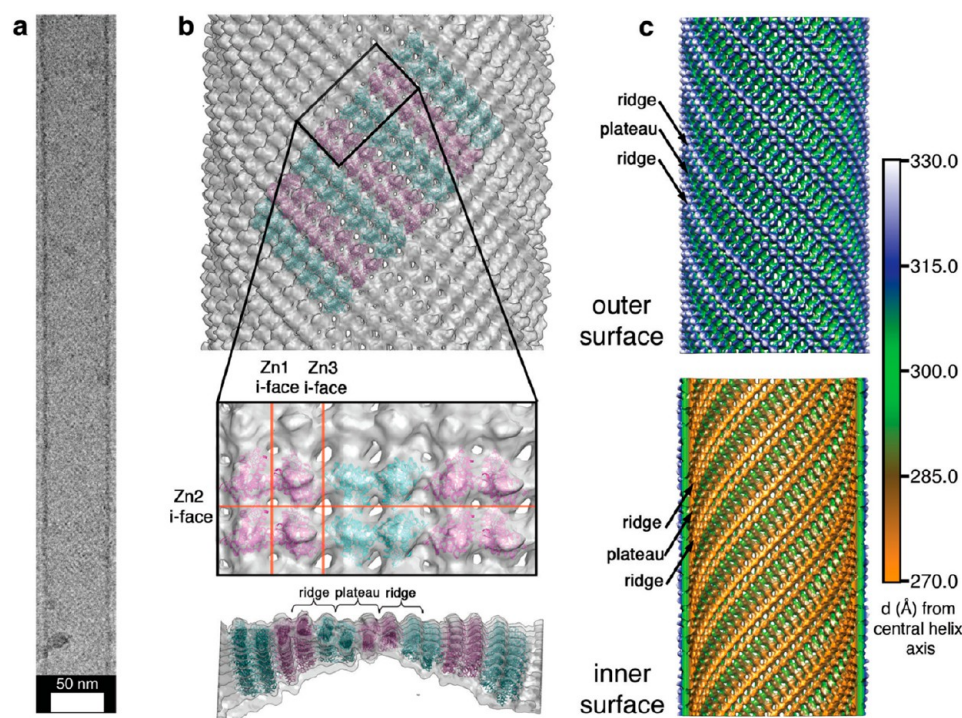 a
50 nm
b
Zn1
i-face
Zn3
i-face
Zn2
i-face
ridge plateau ridge
c
ridge
plateau
ridge
outer
surface
ridge
plateau
ridge
inner
surface
330.0
315.0
300.0
285.0
270.0
d (Å) from
central helix
axis